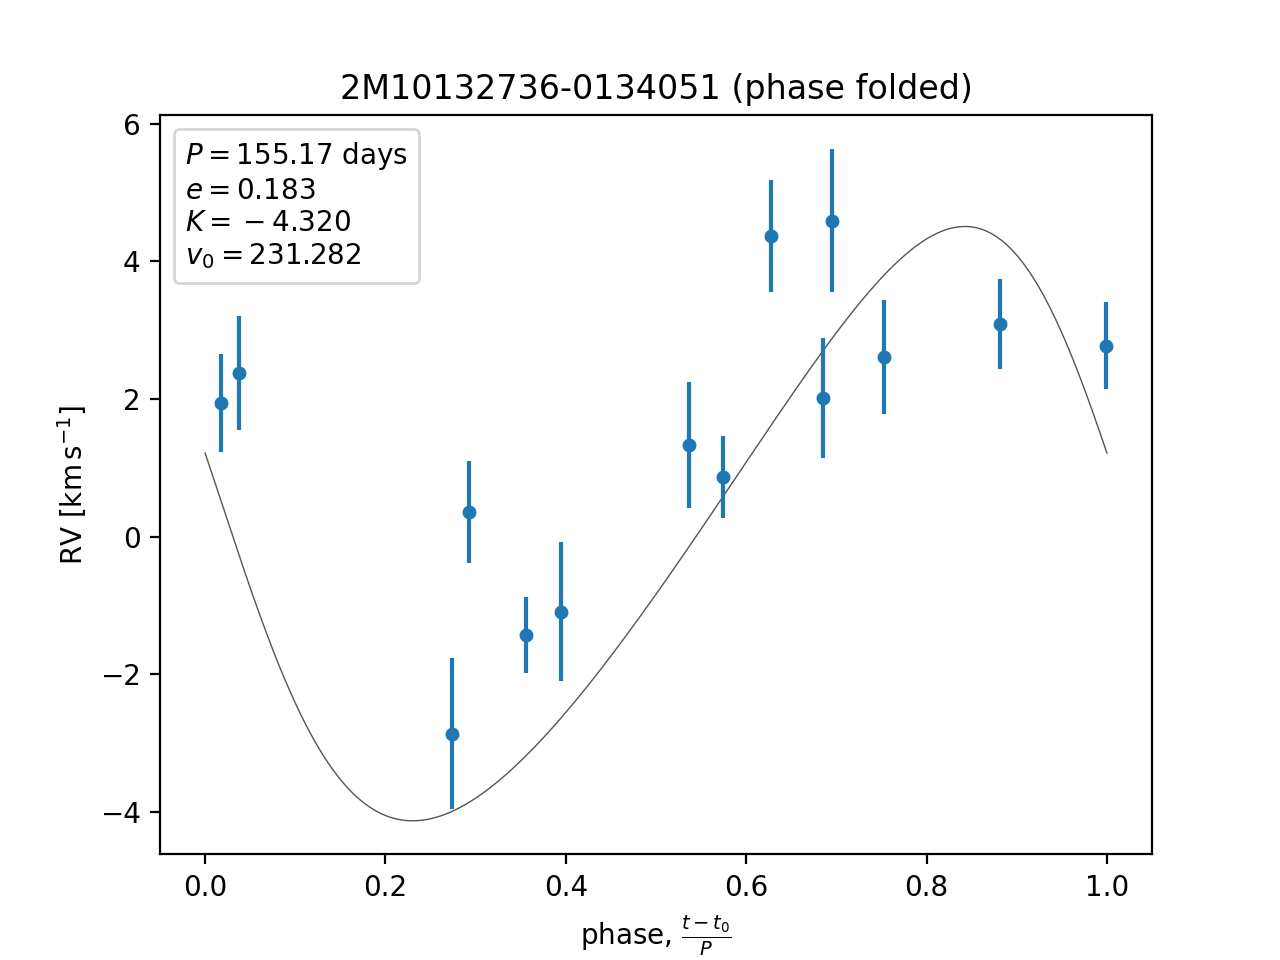 2M10132736-0134051 (phase folded)
P = 155.17 days
e = 0.183
K = −4.320
v₀ = 231.282
RV [km s⁻¹]
6
4
2
0
−2
−4
0.0 0.2 0.4 0.6 0.8 1.0
phase, (t − t₀)/P